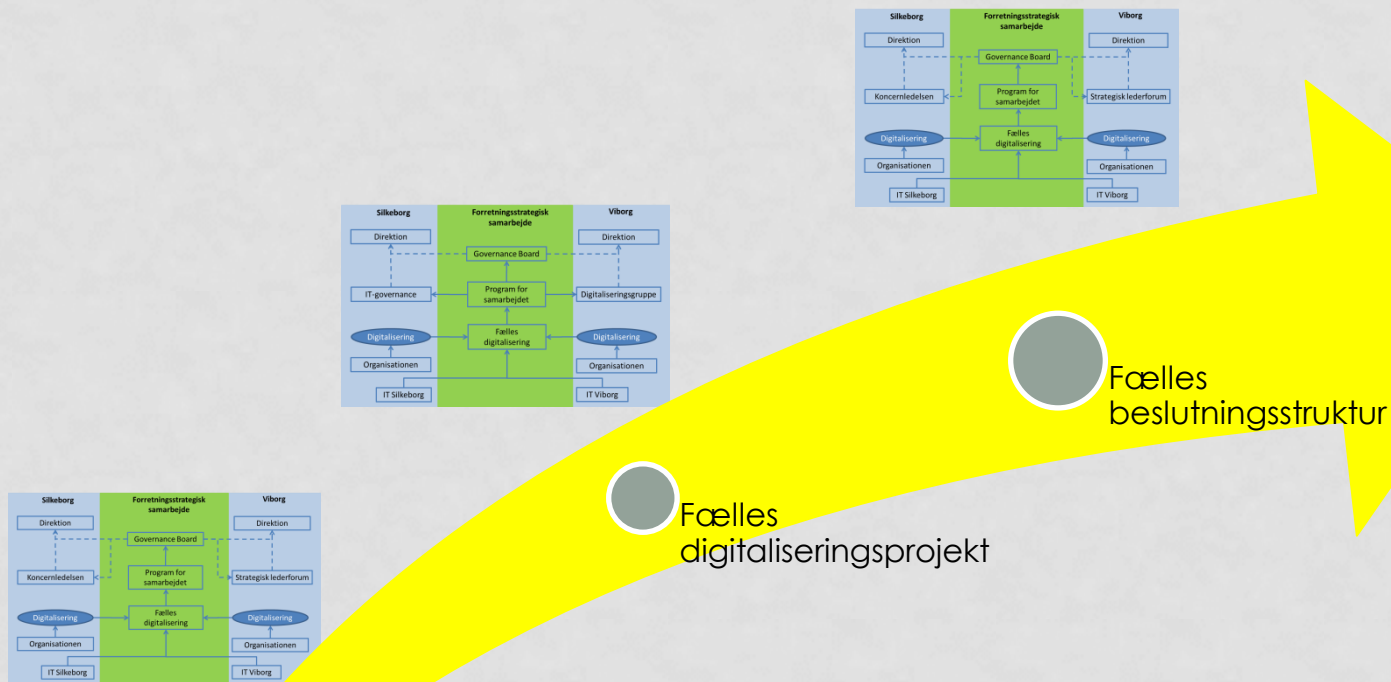 Silkeborg
Forretningsstrategisk
samarbejde
Viborg
Direktion
Direktion
Governance Board
Koncernledelsen
Program for
samarbejdet
Strategisk lederforum
Digitalisering
Fælles
digitalisering
Digitalisering
Organisationen
Organisationen
IT Silkeborg
IT Viborg
Silkeborg
Forretningsstrategisk
samarbejde
Viborg
Direktion
Direktion
Governance Board
IT-governance
Program for
samarbejdet
Digitaliseringsgruppe
Digitalisering
Fælles
digitalisering
Digitalisering
Organisationen
Organisationen
IT Silkeborg
IT Viborg
Fælles
beslutningsstruktur
Silkeborg
Forretningsstrategisk
samarbejde
Viborg
Direktion
Direktion
Governance Board
Koncernledelsen
Program for
samarbejdet
Strategisk lederforum
Digitalisering
Fælles
digitalisering
Digitalisering
Organisationen
Organisationen
IT Silkeborg
IT Viborg
Fælles
digitaliseringsprojekt